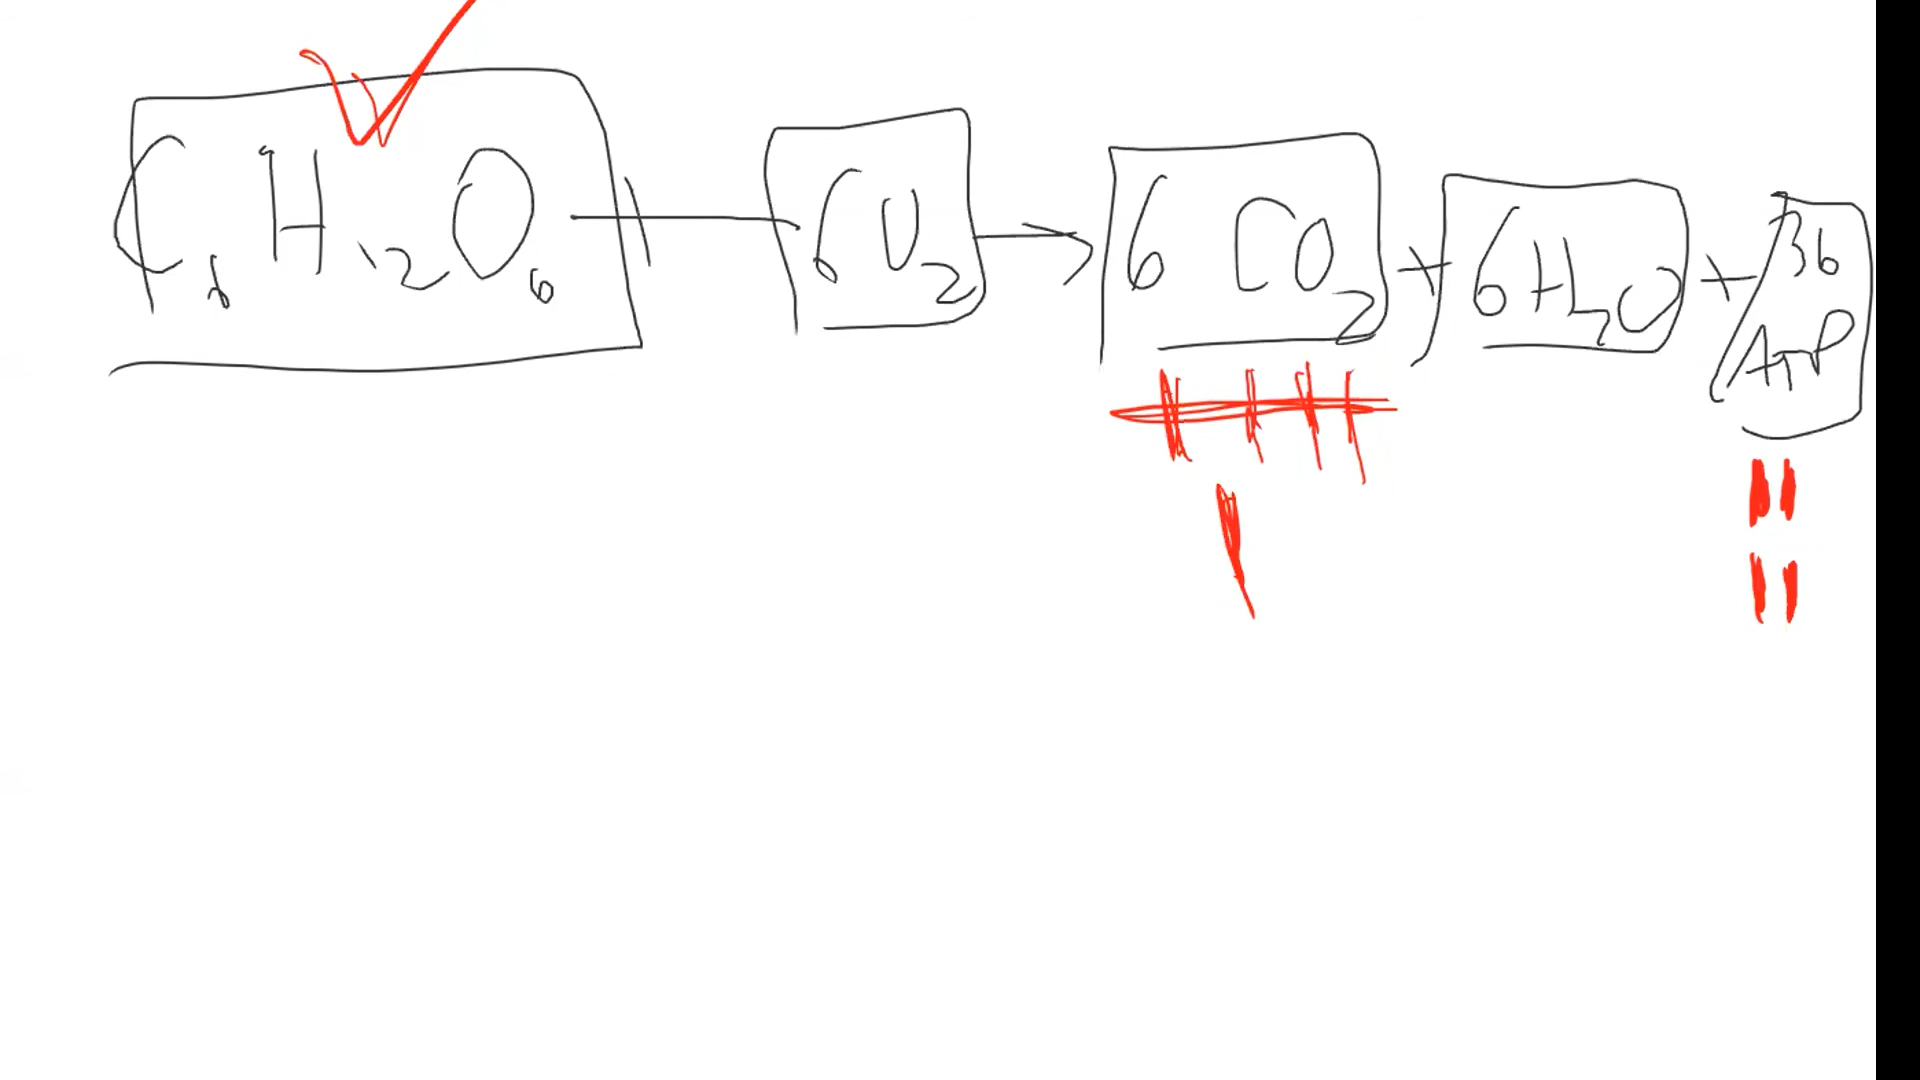 C₆H₁₂O₆ + 6O₂ → 6CO₂ + 6H₂O + 36 ATP